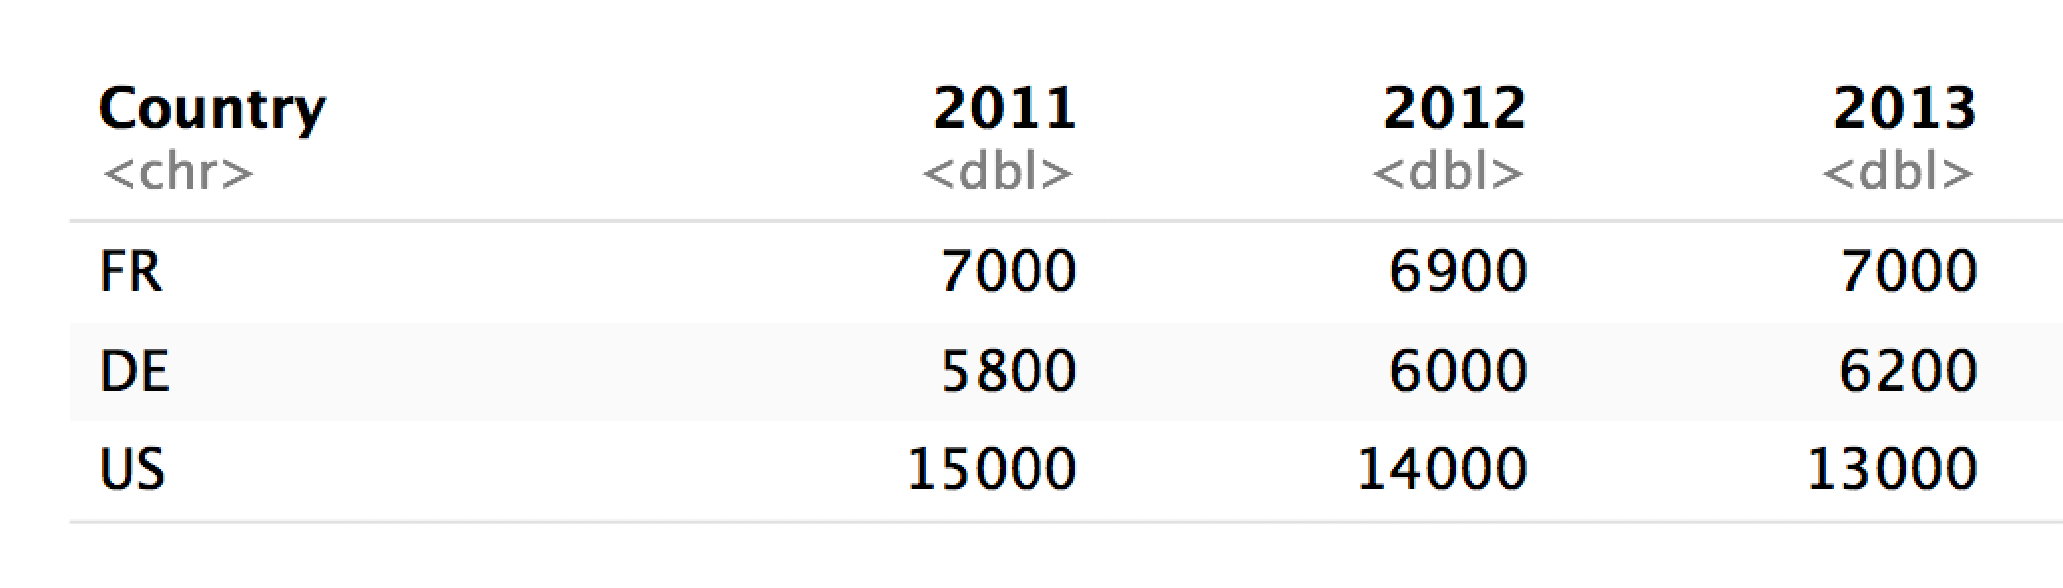 Country 2011 2012 2013
<chr> <dbl> <dbl> <dbl>
FR 7000 6900 7000
DE 5800 6000 6200
US 15000 14000 13000